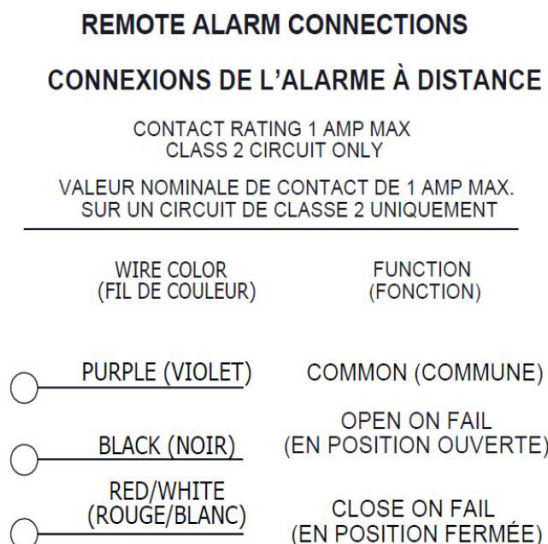 REMOTE ALARM CONNECTIONS
CONNEXIONS DE L'ALARME À DISTANCE
CONTACT RATING 1 AMP MAX
CLASS 2 CIRCUIT ONLY
VALEUR NOMINALE DE CONTACT DE 1 AMP MAX.
SUR UN CIRCUIT DE CLASSE 2 UNIQUEMENT
WIRE COLOR
(FIL DE COULEUR)
FUNCTION
(FONCTION)
PURPLE (VIOLET)
COMMON (COMMUNE)
BLACK (NOIR)
OPEN ON FAIL
(EN POSITION OUVERTE)
RED/WHITE
(ROUGE/BLANC)
CLOSE ON FAIL
(EN POSITION FERMÉE)